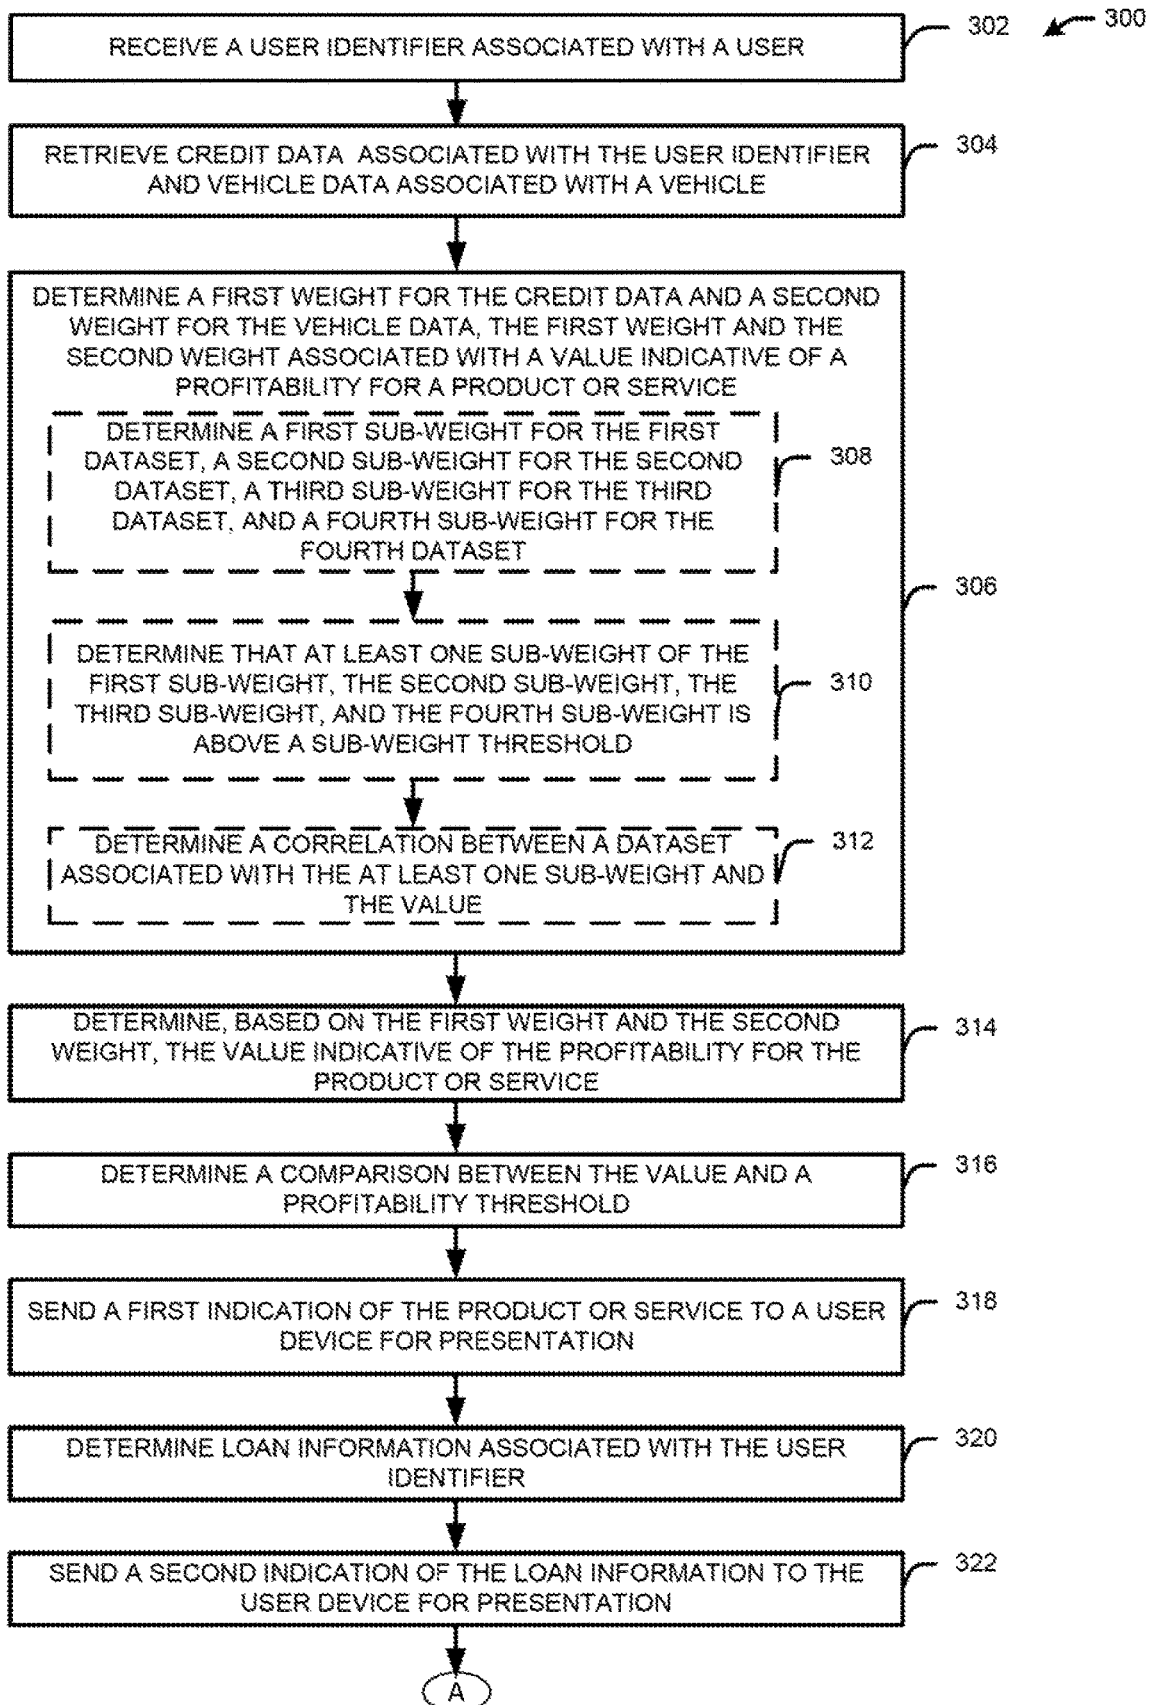 300
RECEIVE A USER IDENTIFIER ASSOCIATED WITH A USER
302
RETRIEVE CREDIT DATA ASSOCIATED WITH THE USER IDENTIFIER
AND VEHICLE DATA ASSOCIATED WITH A VEHICLE
304
DETERMINE A FIRST WEIGHT FOR THE CREDIT DATA AND A SECOND
WEIGHT FOR THE VEHICLE DATA, THE FIRST WEIGHT AND THE
SECOND WEIGHT ASSOCIATED WITH A VALUE INDICATIVE OF A
PROFITABILITY FOR A PRODUCT OR SERVICE
306
DETERMINE A FIRST SUB-WEIGHT FOR THE FIRST
DATASET, A SECOND SUB-WEIGHT FOR THE SECOND
DATASET, A THIRD SUB-WEIGHT FOR THE THIRD
DATASET, AND A FOURTH SUB-WEIGHT FOR THE
FOURTH DATASET
308
DETERMINE THAT AT LEAST ONE SUB-WEIGHT OF THE
FIRST SUB-WEIGHT, THE SECOND SUB-WEIGHT, THE
THIRD SUB-WEIGHT, AND THE FOURTH SUB-WEIGHT IS
ABOVE A SUB-WEIGHT THRESHOLD
310
DETERMINE A CORRELATION BETWEEN A DATASET
ASSOCIATED WITH THE AT LEAST ONE SUB-WEIGHT AND
THE VALUE
312
DETERMINE, BASED ON THE FIRST WEIGHT AND THE SECOND
WEIGHT, THE VALUE INDICATIVE OF THE PROFITABILITY FOR THE
PRODUCT OR SERVICE
314
DETERMINE A COMPARISON BETWEEN THE VALUE AND A
PROFITABILITY THRESHOLD
316
SEND A FIRST INDICATION OF THE PRODUCT OR SERVICE TO A USER
DEVICE FOR PRESENTATION
318
DETERMINE LOAN INFORMATION ASSOCIATED WITH THE USER
IDENTIFIER
320
SEND A SECOND INDICATION OF THE LOAN INFORMATION TO THE
USER DEVICE FOR PRESENTATION
322
A